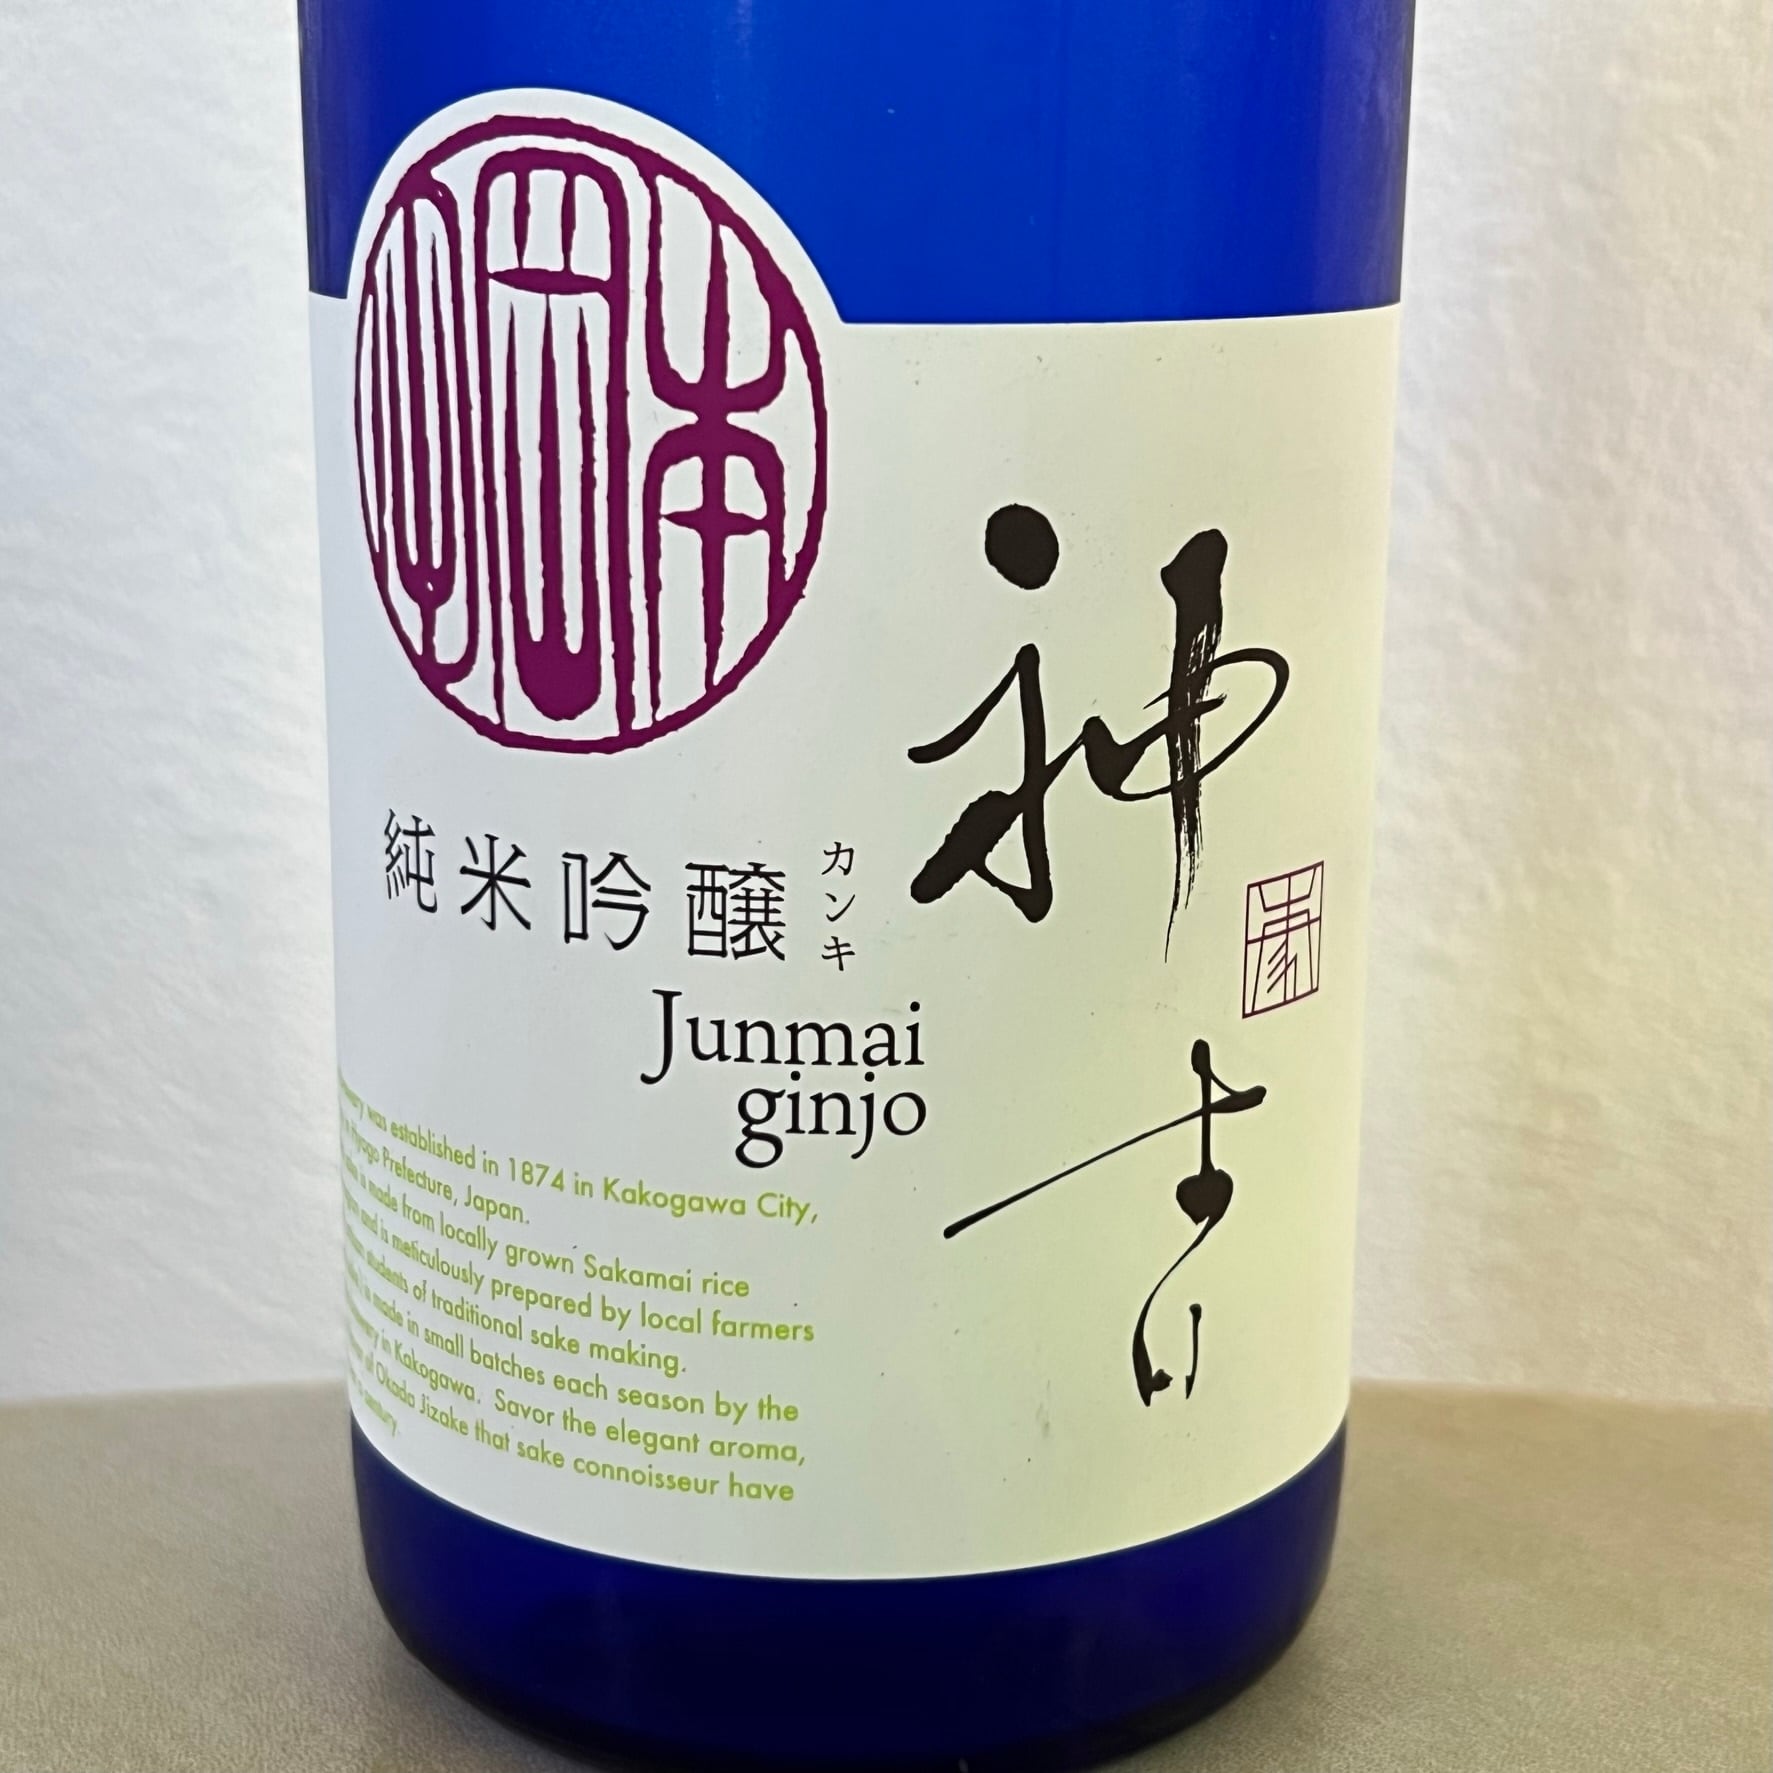 神吉
カンキ
純米吟醸
Junmai
ginjo
was established in 1874 in Kakogawa City,
Hyogo Prefecture, Japan.
is made from locally grown Sakamai rice
and is meticulously prepared by local farmers
students of traditional sake making.
is made in small batches each season by the
in Kakogawa. Savor the elegant aroma,
of Okada Jizake that sake connoisseur have
century.